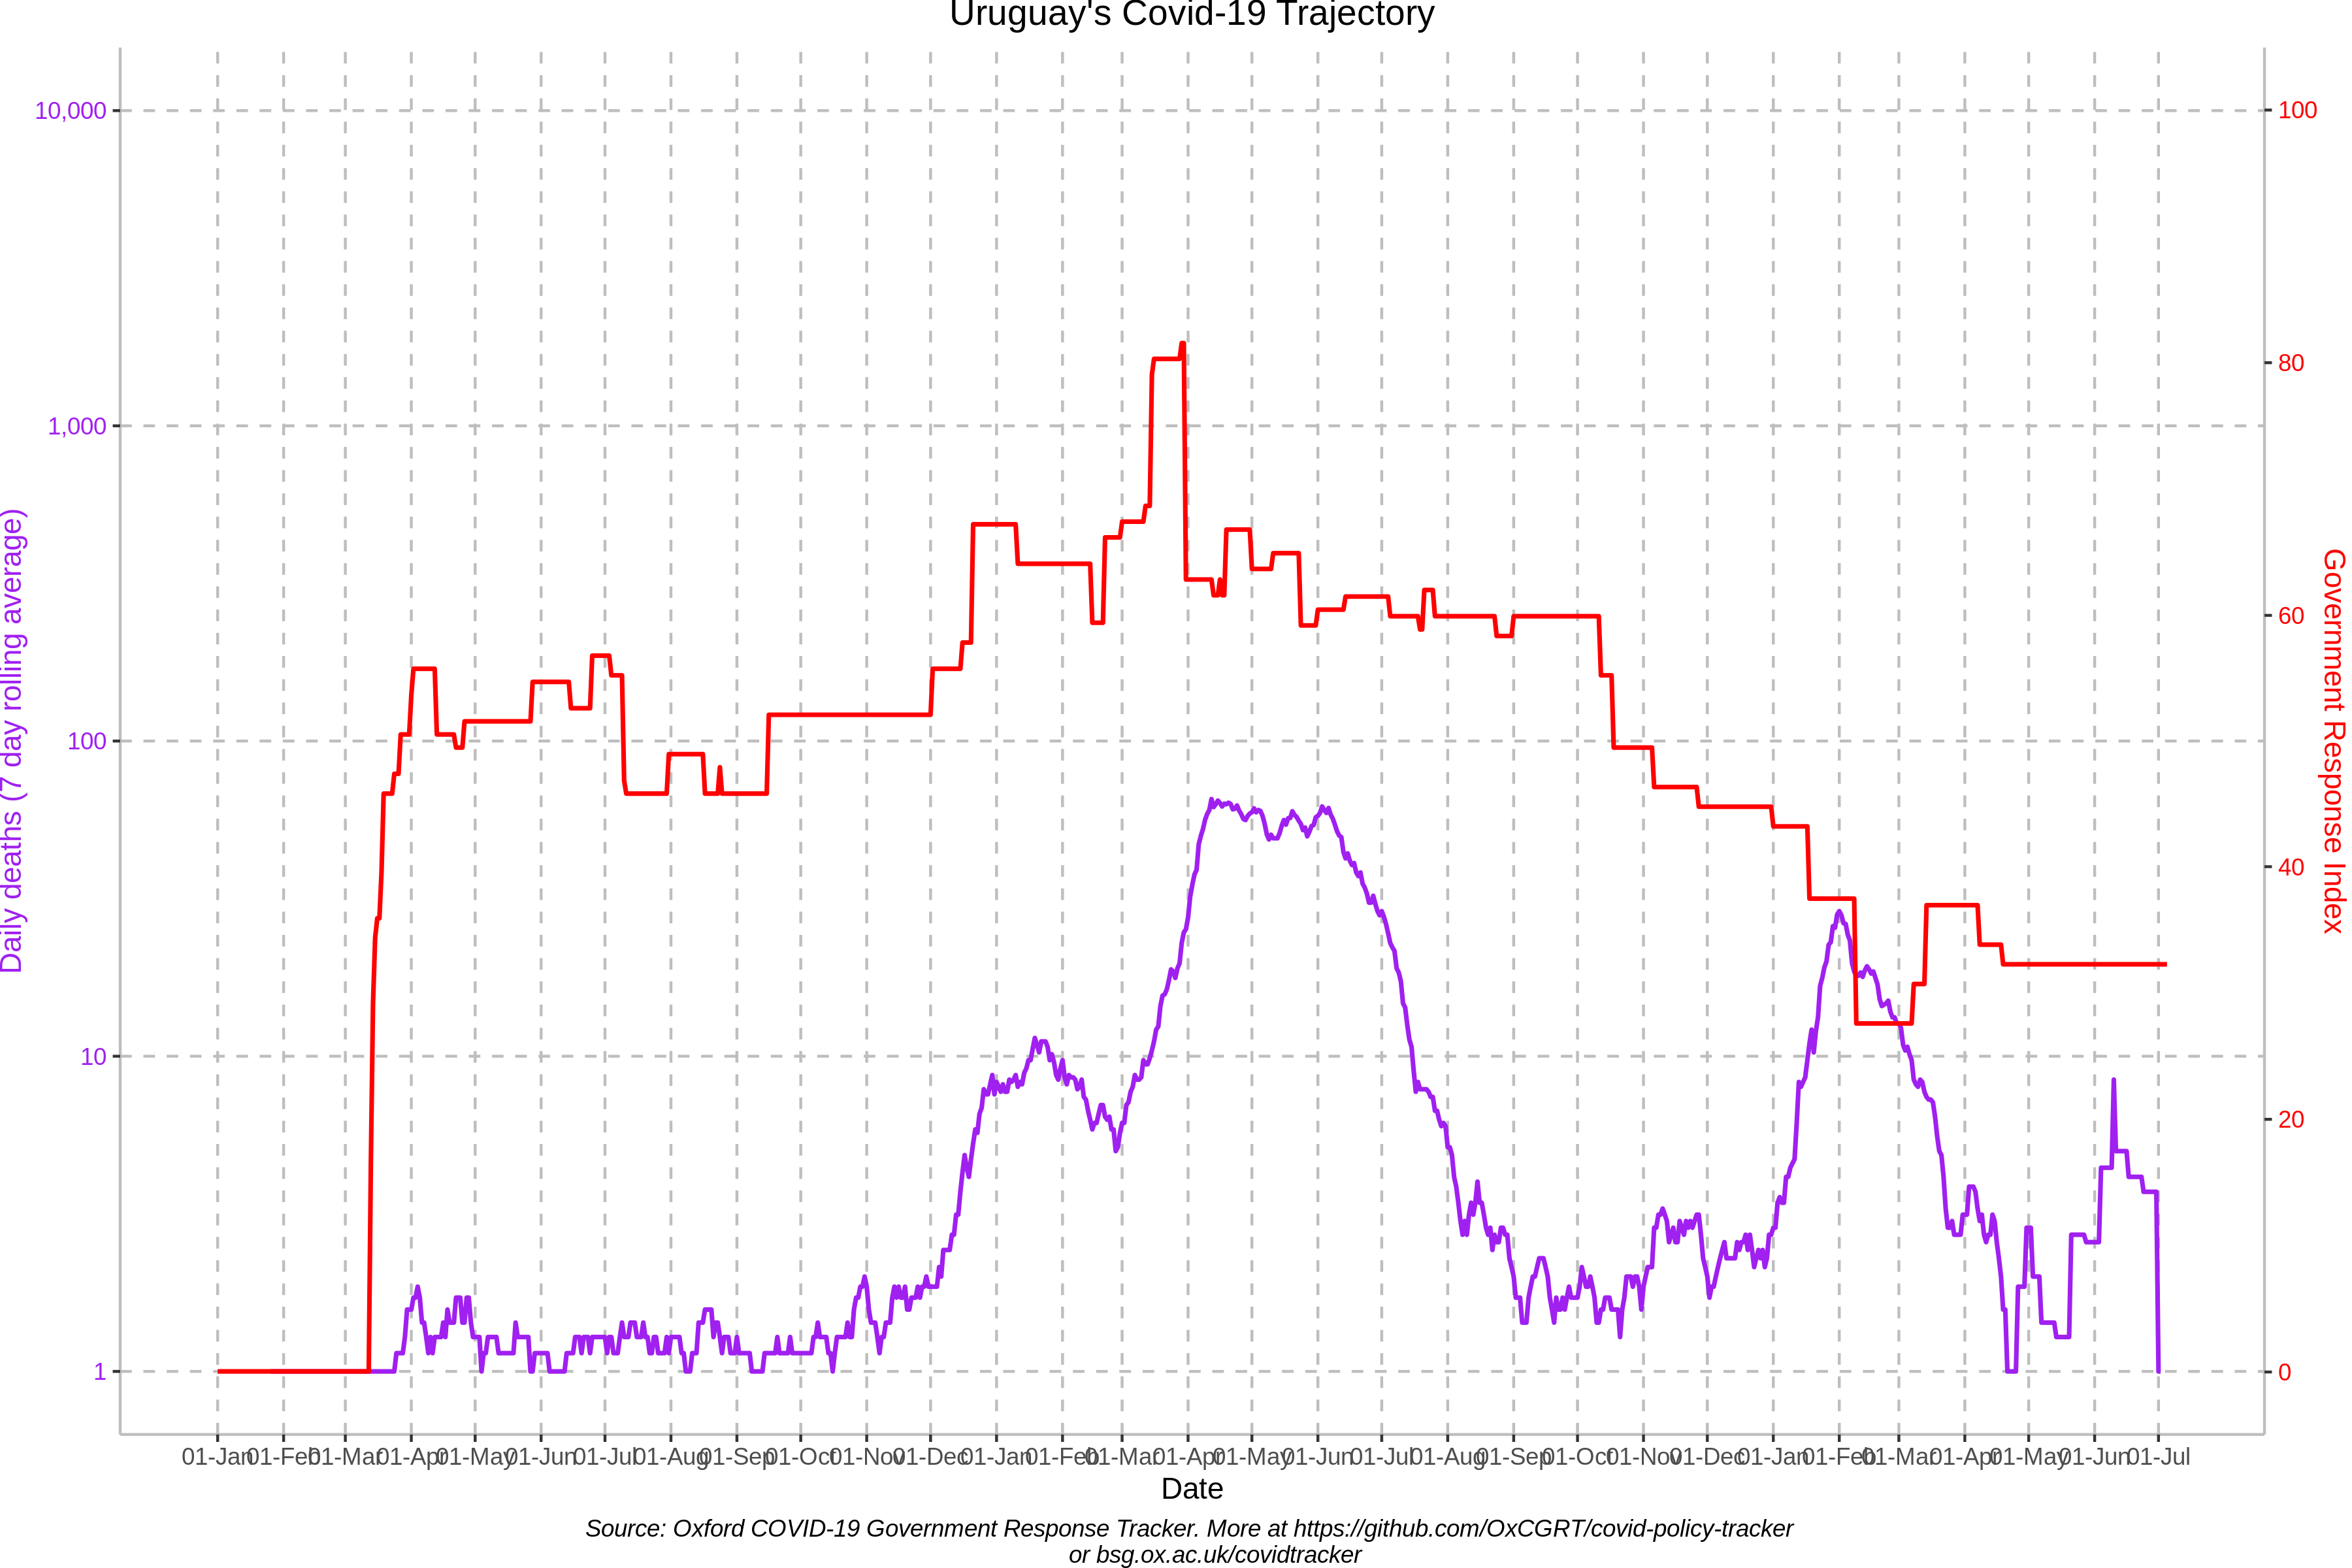 Uruguay's Covid-19 Trajectory
10,000
1,000
100
10
1
Daily deaths (7 day rolling average)
100
80
60
40
20
0
Government Response Index
01-Jan 01-Feb 01-Mar 01-Apr 01-May 01-Jun 01-Jul 01-Aug 01-Sep 01-Oct 01-Nov 01-Dec 01-Jan 01-Feb 01-Mar 01-Apr 01-May 01-Jun 01-Jul 01-Aug 01-Sep 01-Oct 01-Nov 01-Dec 01-Jan 01-Feb 01-Mar 01-Apr 01-May 01-Jun 01-Jul
Date
Source: Oxford COVID-19 Government Response Tracker. More at https://github.com/OxCGRT/covid-policy-tracker
or bsg.ox.ac.uk/covidtracker